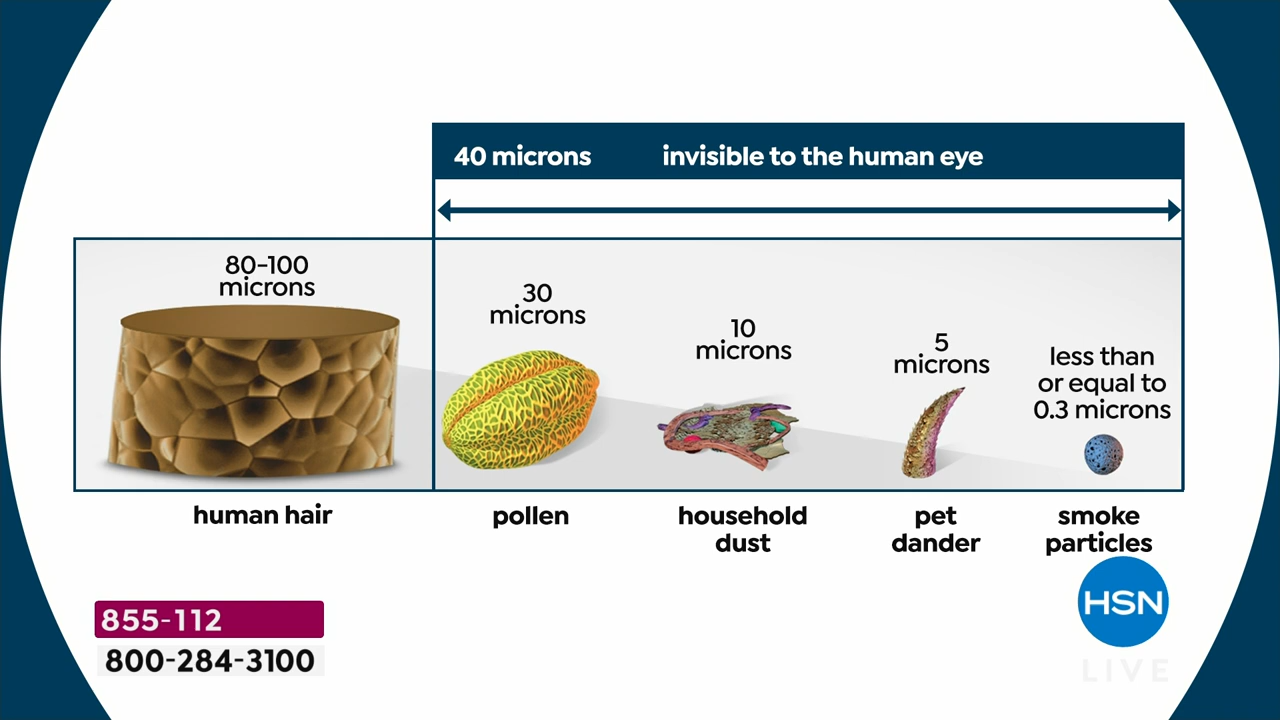 40 microns
invisible to the human eye
80-100
microns
30
microns
10
microns
5
microns
less than
or equal to
0.3 microns
human hair
pollen
household
dust
pet
dander
smoke
particles
855-112
800-284-3100
HSN
LIVE